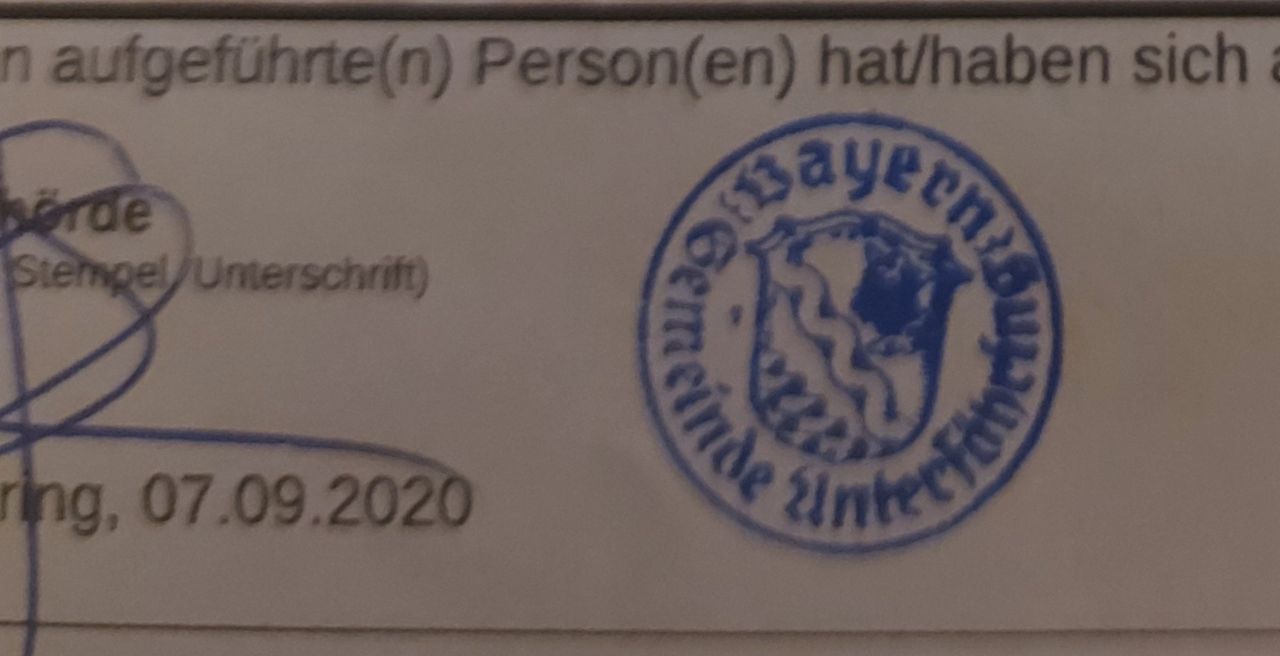 n aufgeführte(n) Person(en) hat/haben sich a
hörde
Stempel/Unterschrift)
Bayern
Gemeinde Unterföhring
ring, 07.09.2020